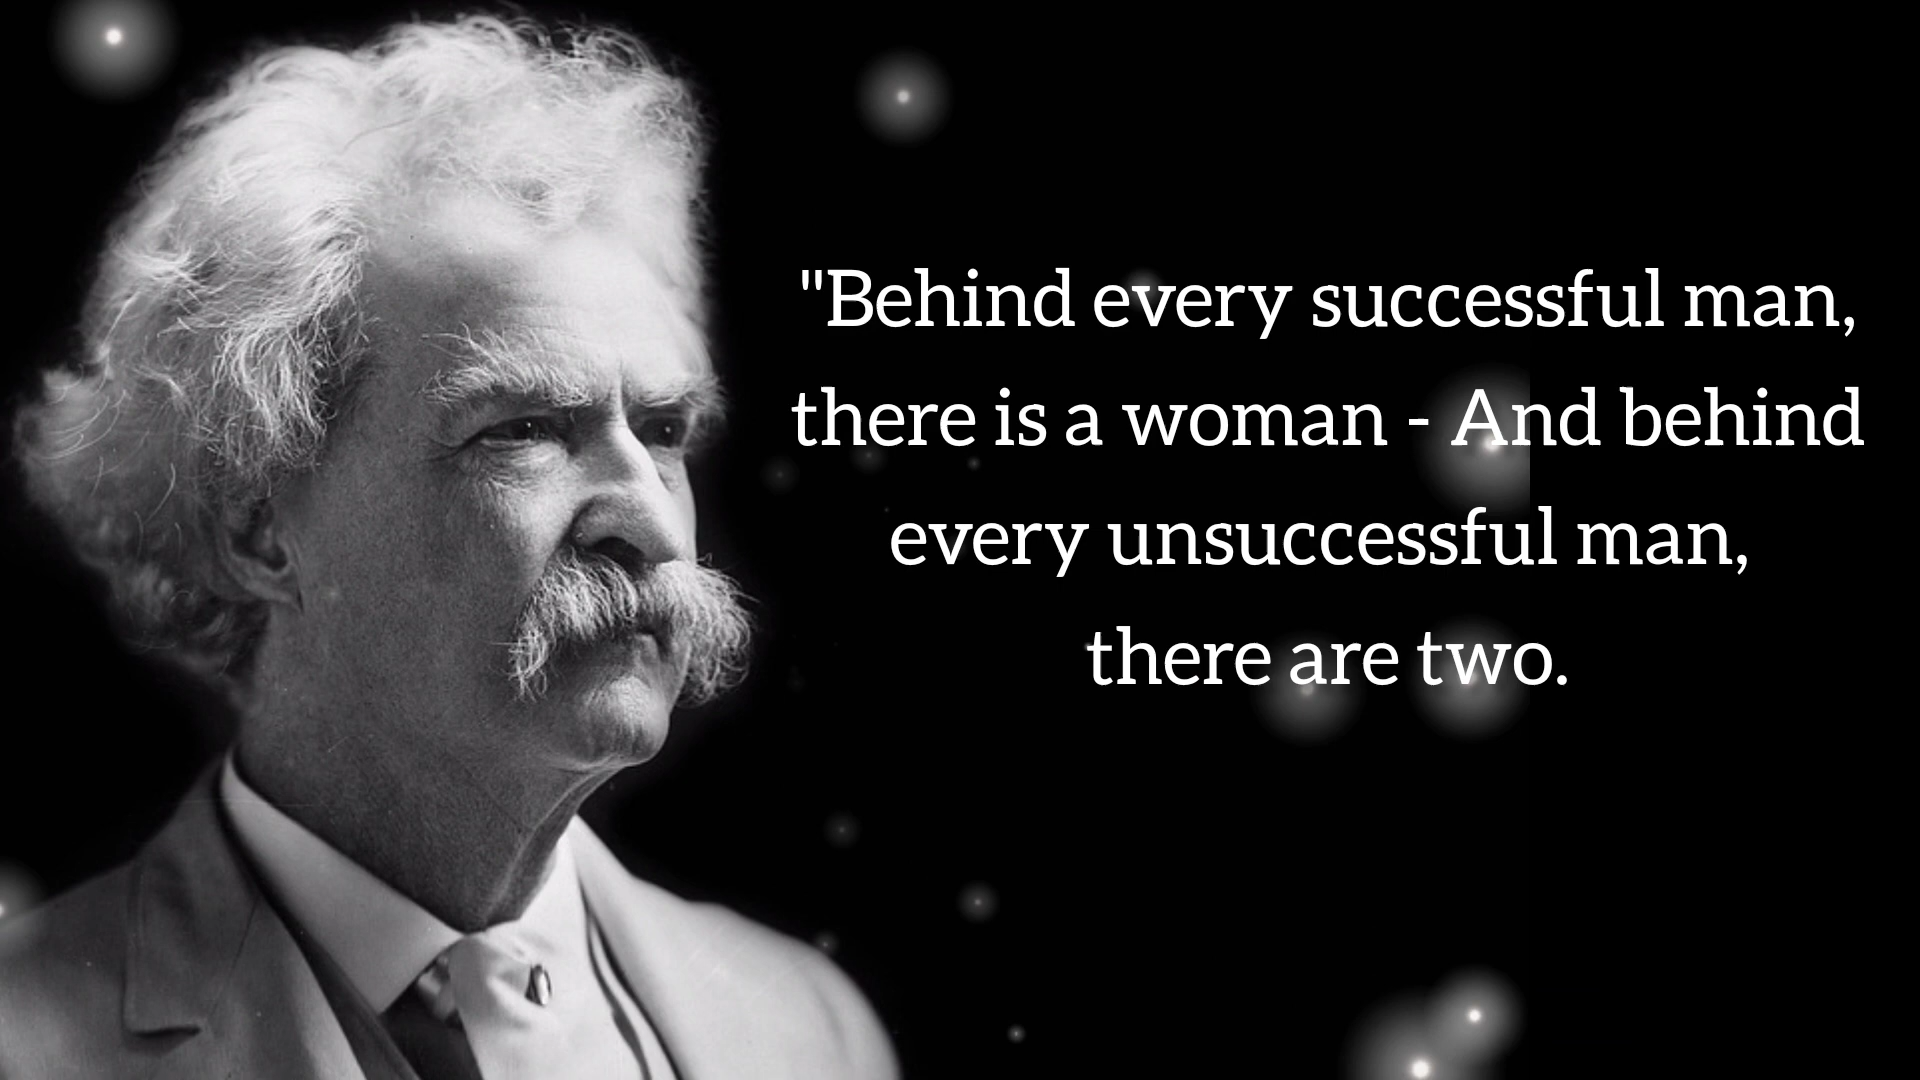 "Behind every successful man,
there is a woman - And behind
every unsuccessful man,
there are two.